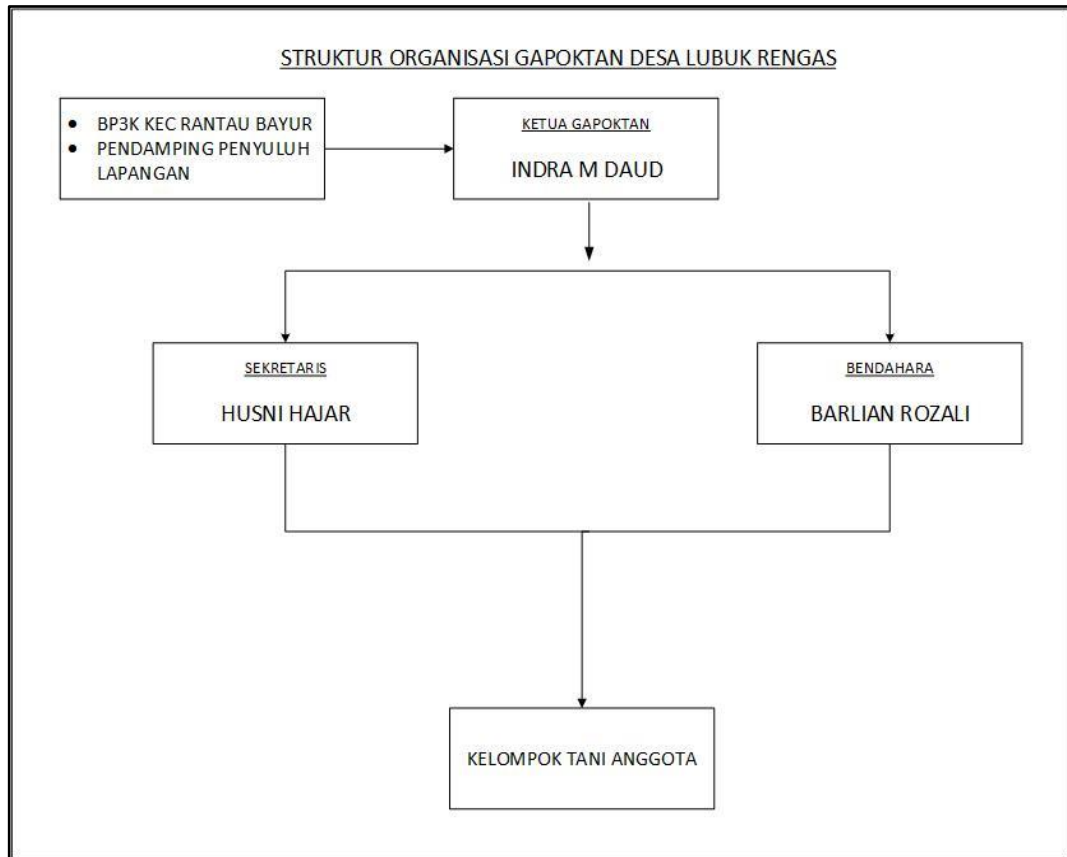 STRUKTUR ORGANISASI GAPOKTAN DESA LUBUK RENGAS
• BP3K KEC RANTAU BAYUR
• PENDAMPING PENYULUH
LAPANGAN
KETUA GAPOKTAN
INDRA M DAUD
SEKRETARIS
HUSNI HAJAR
BENDAHARA
BARLIAN ROZALI
KELOMPOK TANI ANGGOTA